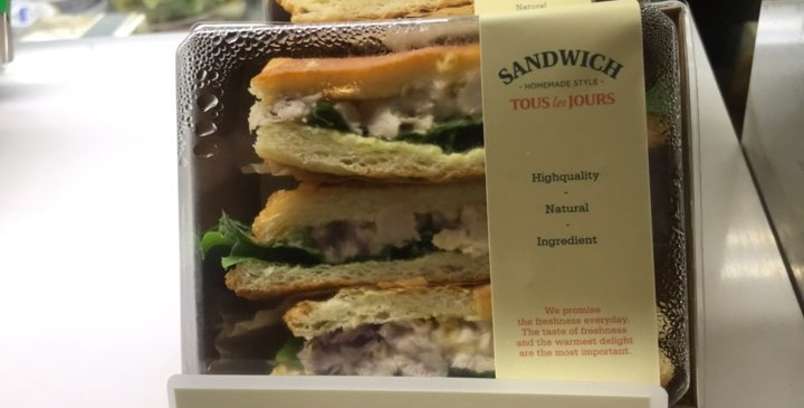 Natural
SANDWICH
- HOMEMADE STYLE -
TOUS les JOURS
Highquality
-
Natural
-
Ingredient
We promise
the freshness everyday.
The taste of freshness
and the warmest delight
are the most important.